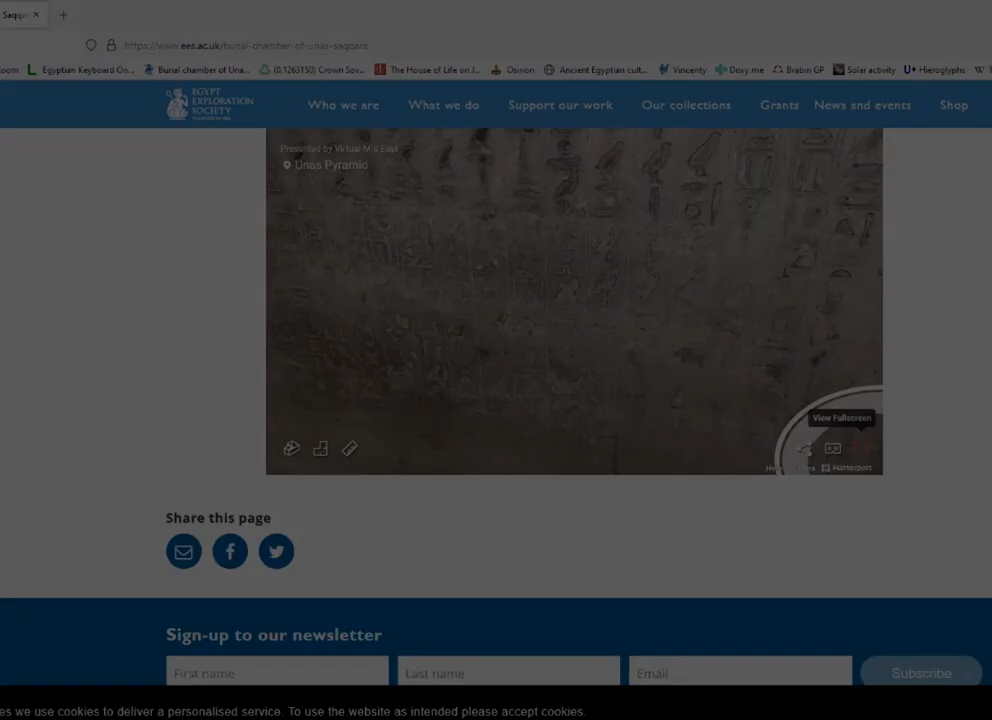 Saqqa
https://www.ees.ac.uk/burial-chamber-of-unas-saqqara
oom Egyptian Keyboard On... Burial chamber of Una... (0,1263150) Crown Sov... The House of Life on J... Osirion Ancient Egyptian cult... Vincenty Doxy.me Brabin GP Solar activity Hieroglyphs
EGYPT
EXPLORATION
SOCIETY
Who we are What we do Support our work Our collections Grants News and events Shop
Presented by Virtual Mid East
Unas Pyramid
View Fullscreen
Matterport
Share this page
Sign-up to our newsletter
First name Last name Email Subscribe
es we use cookies to deliver a personalised service. To use the website as intended please accept cookies.